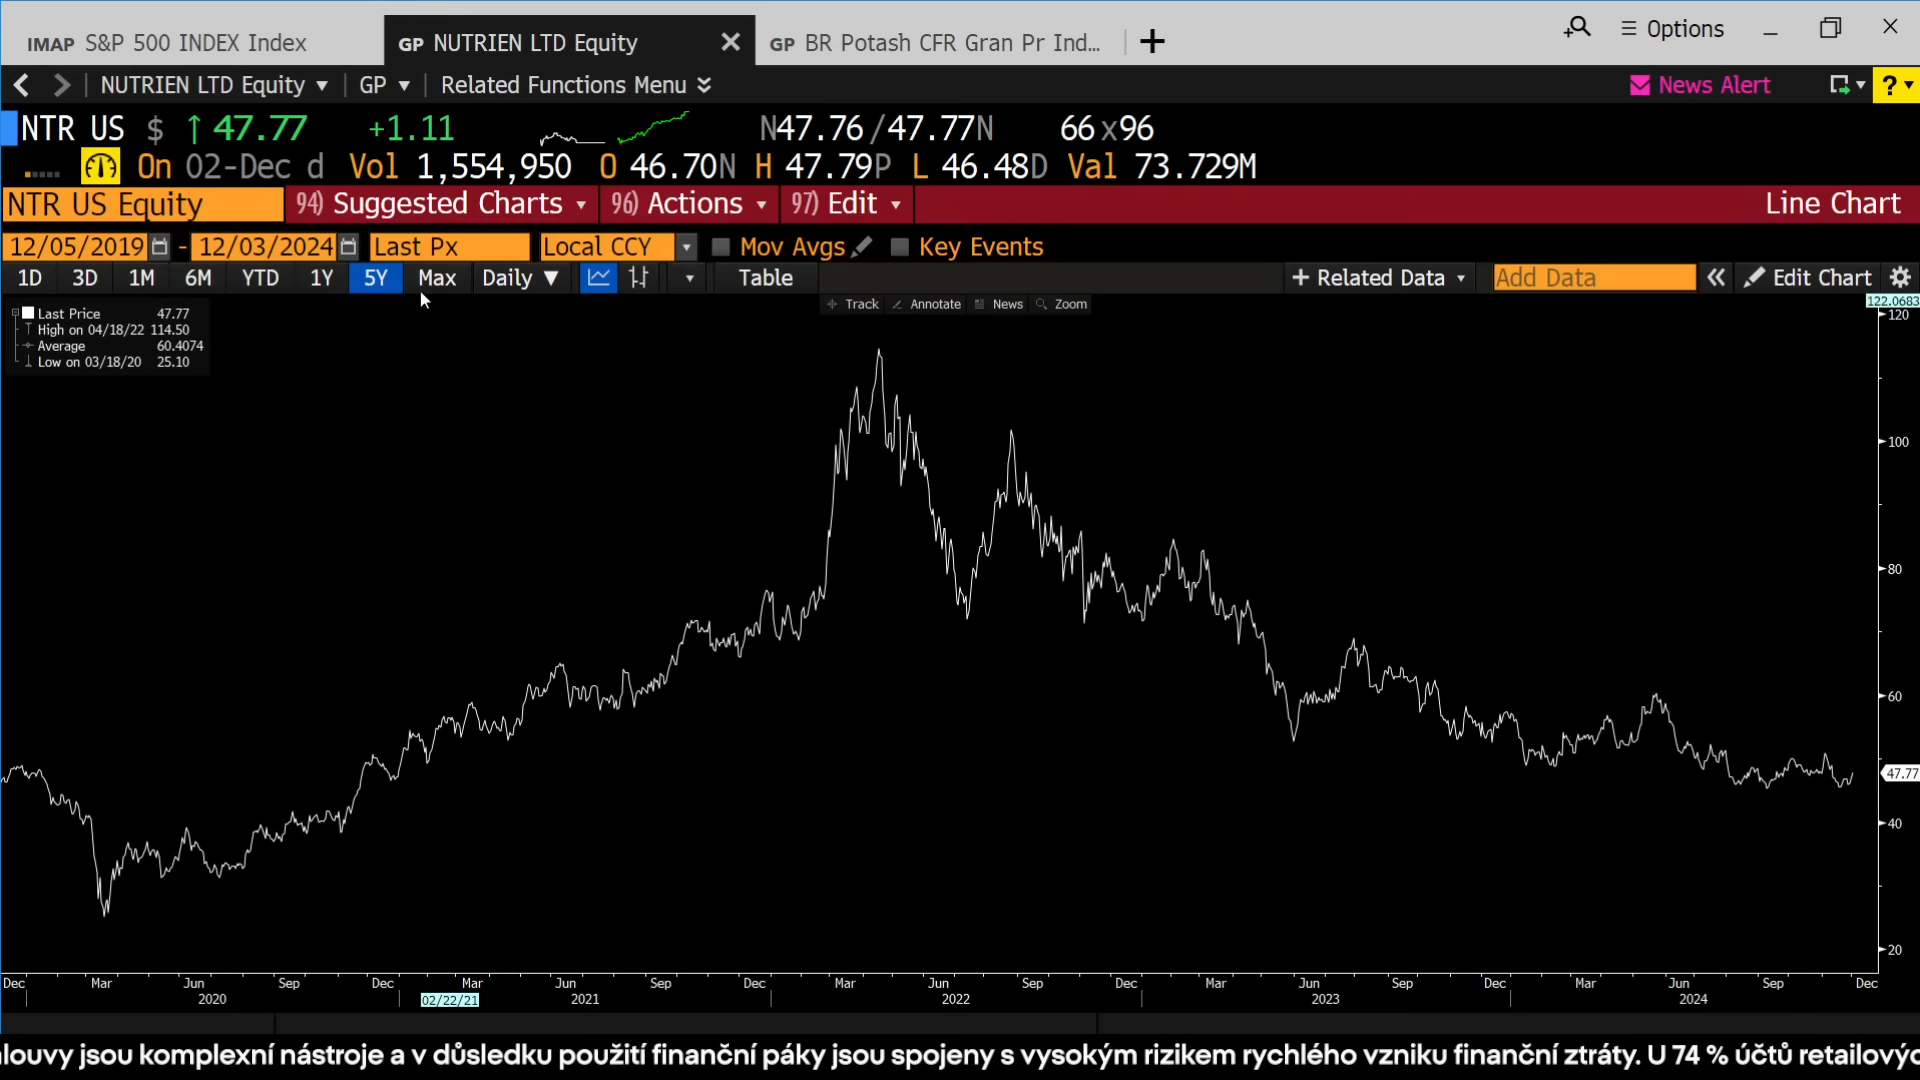 IMAP S&P 500 INDEX Index
GP NUTRIEN LTD Equity
GP BR Potash CFR Gran Pr Ind...
Options
NUTRIEN LTD Equity GP Related Functions Menu
News Alert
?
NTR US $ ↑ 47.77 +1.11 N47.76/47.77N 66x96
On 02-Dec d Vol 1,554,950 O 46.70N H 47.79P L 46.48D Val 73.729M
NTR US Equity 94) Suggested Charts 96) Actions 97) Edit Line Chart
12/05/2019 - 12/03/2024 Last Px Local CCY Mov Avgs Key Events
1D 3D 1M 6M YTD 1Y 5Y Max Daily ▼ Table + Related Data Add Data « Edit Chart
Track Annotate News Zoom
Last Price 47.77
High on 04/18/22 114.50
Average 60.4074
Low on 03/18/20 25.10
122.0683
120
100
80
60
47.77
40
20
Dec Mar Jun Sep Dec Mar Jun Sep Dec Mar Jun Sep Dec Mar Jun Sep Dec Mar Jun Sep Dec
2020 02/22/21 2021 2022 2023 2024
louvy jsou komplexní nástroje a v důsledku použití finanční páky jsou spojeny s vysokým rizikem rychlého vzniku finanční ztráty. U 74 % účtů retailovýc